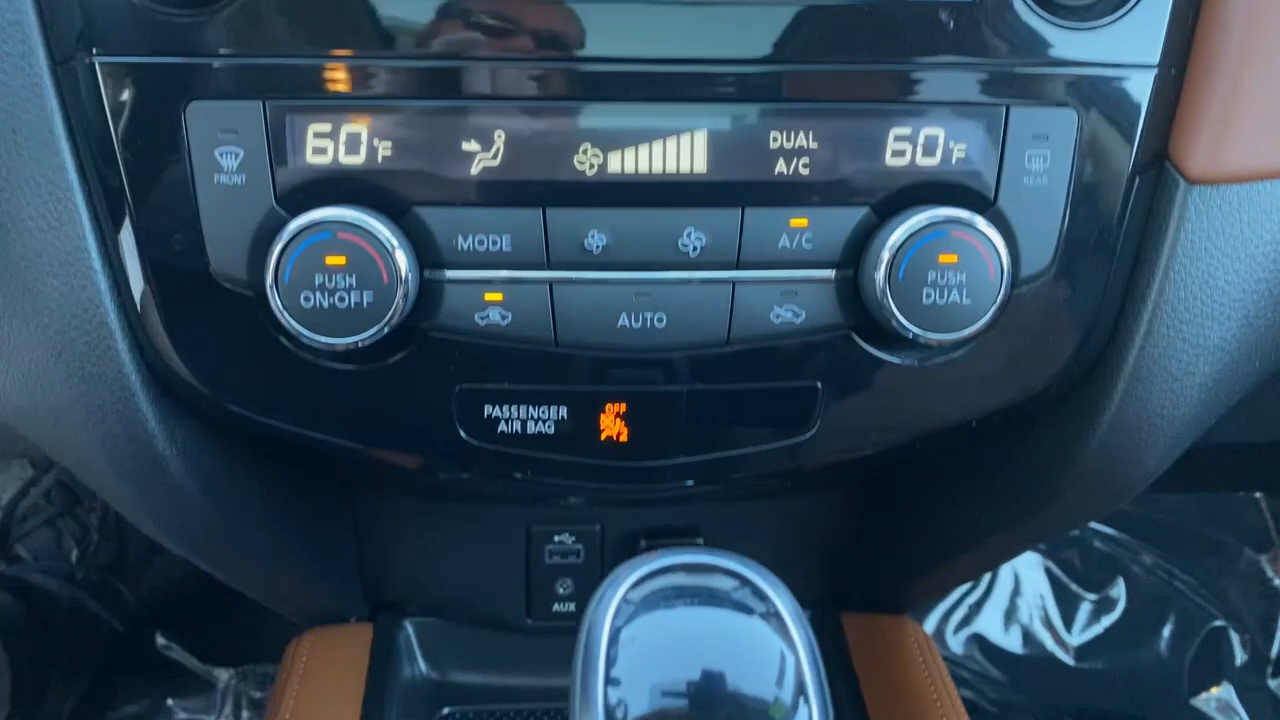 60°F
DUAL
A/C
60°F
FRONT
REAR
MODE
A/C
PUSH
ON·OFF
PUSH
DUAL
AUTO
PASSENGER
AIR BAG
OFF
AUX